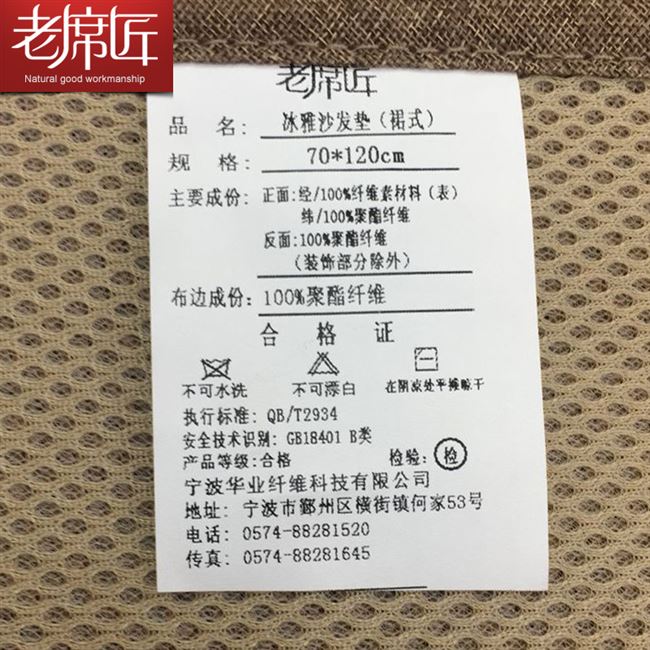 老席匠
Natural good workmanship
老席匠
品 名: 冰雅沙发垫(裙式)
规 格: 70*120cm
主要成份: 正面:经/100%纤维素材料(表)
纬/100%聚酯纤维
反面:100%聚酯纤维
(装饰部分除外)
布边成份: 100%聚酯纤维
合 格 证
不可水洗 不可漂白 在阴凉处平摊晾干
执行标准: QB/T2934
安全技术识别: GB18401 B类
产品等级:合格 检验: 检
宁波华业纤维科技有限公司
地址: 宁波市鄞州区横街镇何家53号
电话: 0574-88281520
传真: 0574-88281645